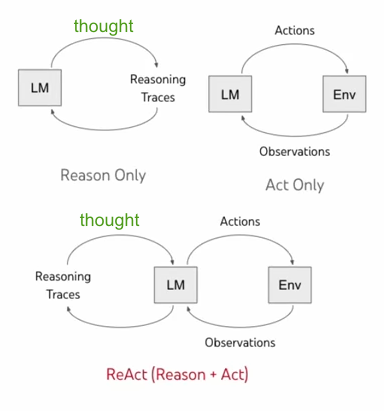 thought
Actions
LM
Reasoning
Traces
LM
Env
Observations
Reason Only
Act Only
thought
Actions
Reasoning
Traces
LM
Env
Observations
ReAct (Reason + Act)